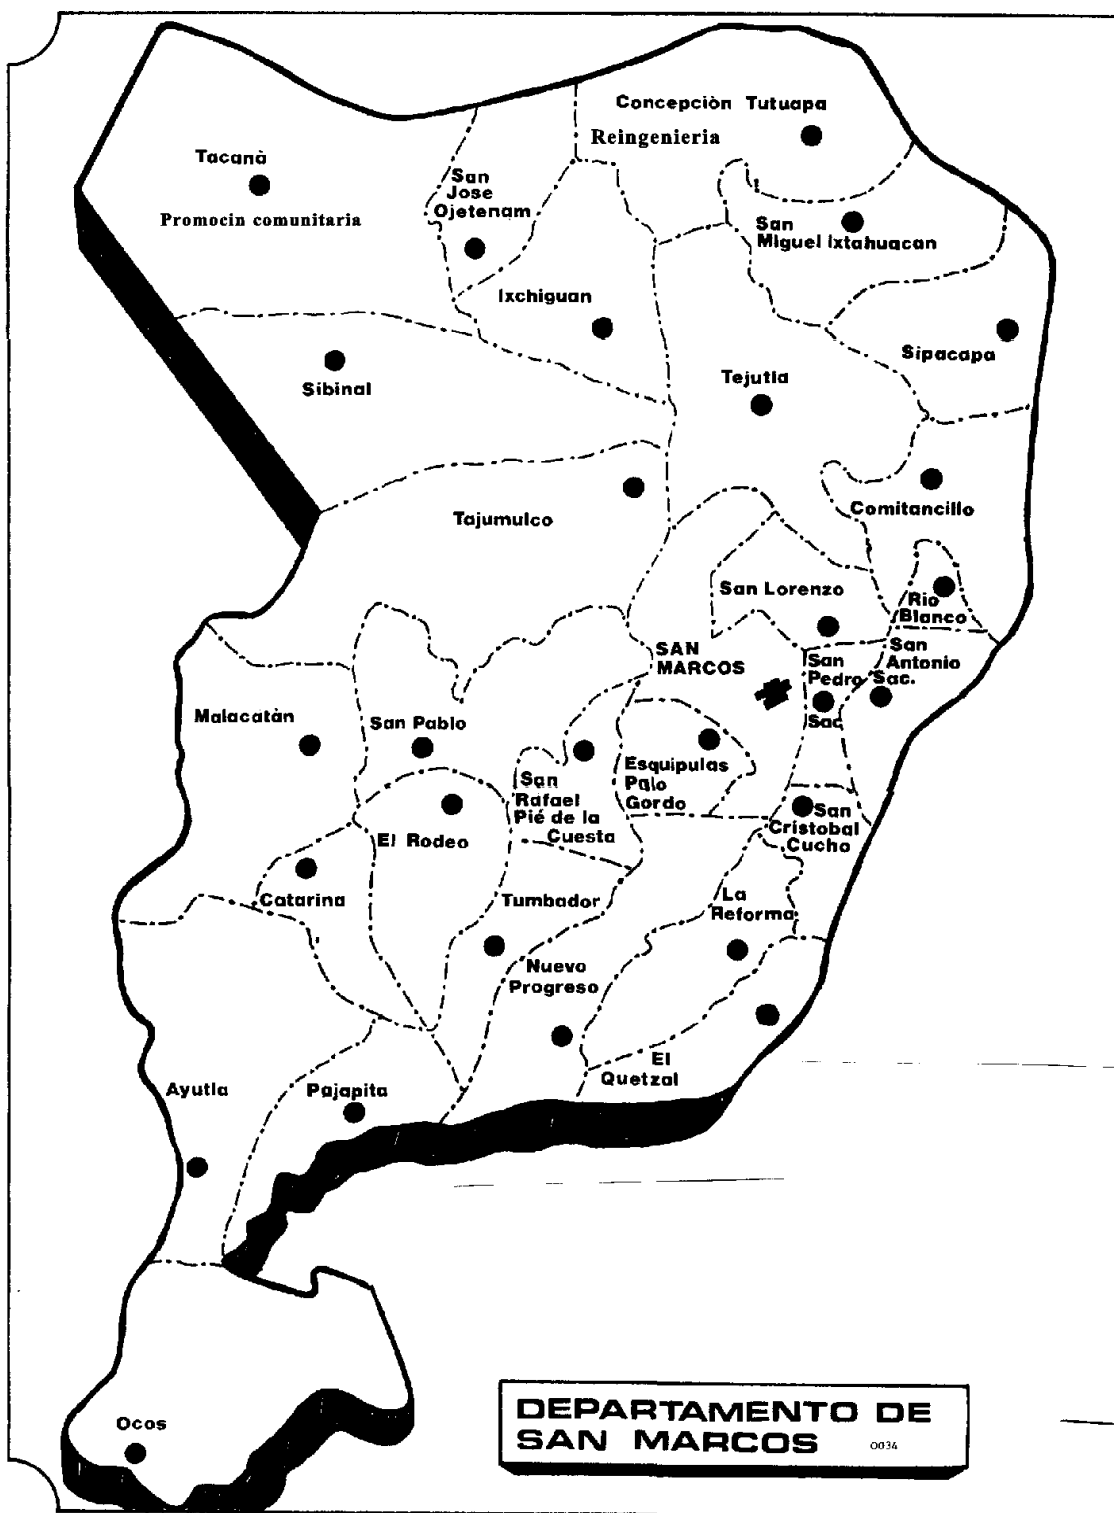 Concepciòn Tutuapa
Reingenieria
Tacanà
Promocin comunitaria
San
Jose
Ojetenam
San
Miguel Ixtahuacan
Ixchiguan
Sipacapa
Sibinal
Tejutla
Tajumulco
Comitancillo
San Lorenzo
Rio
Blanco
SAN
MARCOS
San
Pedro
Sac
San
Antonio
Sac.
Malacatàn
San Pablo
San
Rafael
Pié de la
Cuesta
Esquipulas
Palo
Gordo
San
Cristobal
Cucho
El Rodeo
Catarina
Tumbador
La
Reforma
Nuevo
Progreso
El
Quetzal
Ayutla
Pajapita
Ocos
DEPARTAMENTO DE
SAN MARCOS 0034